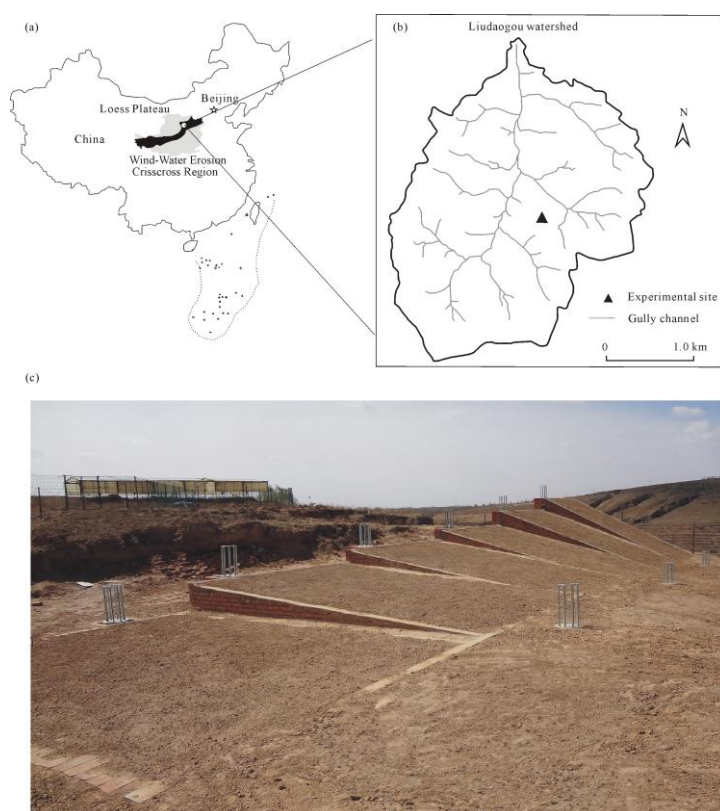 (a)
Beijing
Loess Plateau
China
Wind-Water Erosion
Crisscross Region
(b)
Liudaogou watershed
N
Experimental site
Gully channel
0 1.0 km
(c)